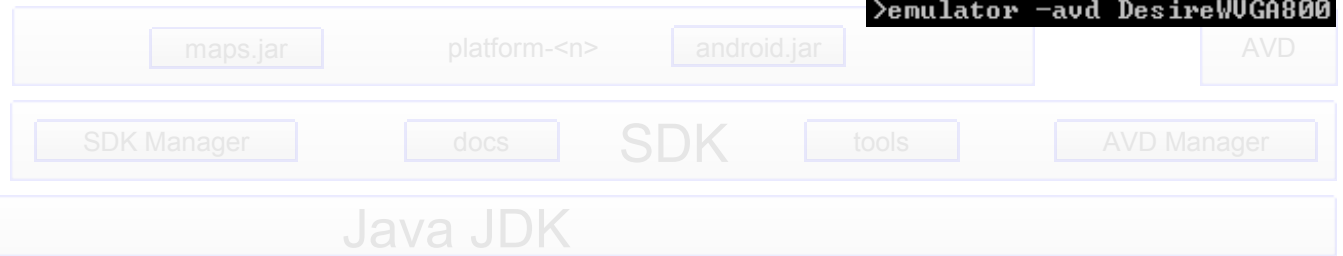 >emulator -avd DesireWVGA800
maps.jar platform-<n> android.jar AVD
SDK Manager docs SDK tools AVD Manager
Java JDK